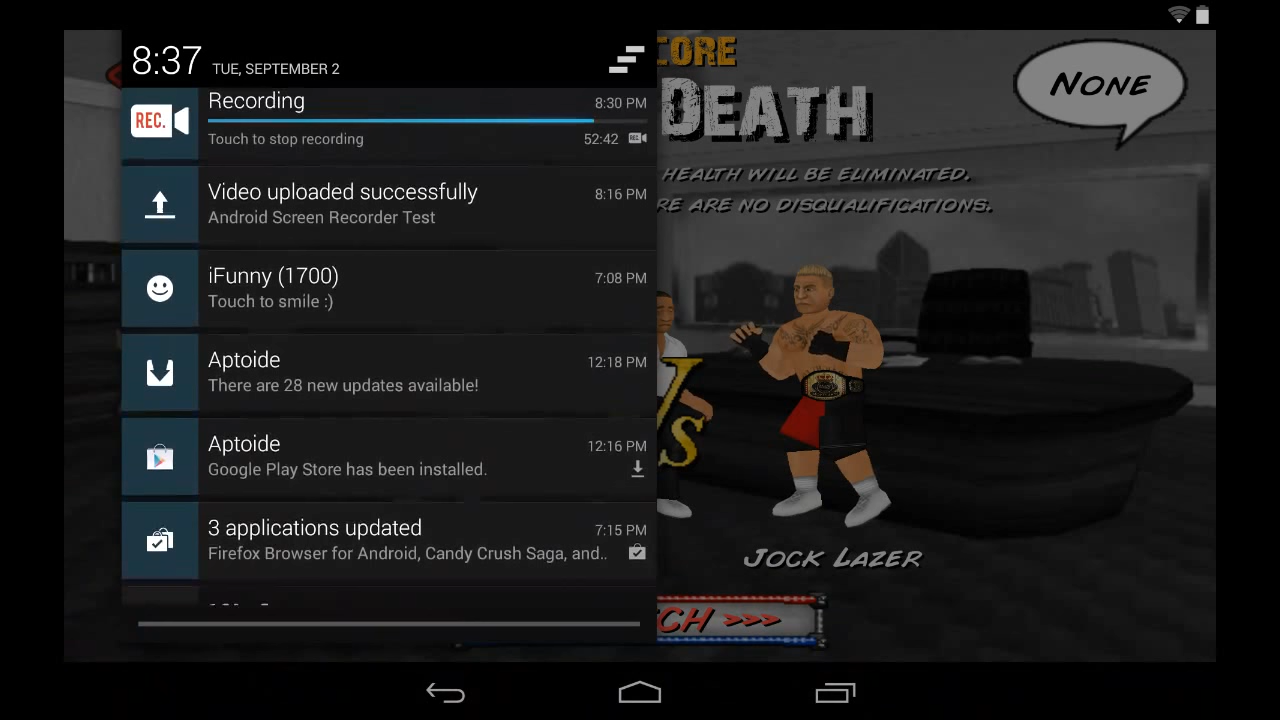 8:37 TUE, SEPTEMBER 2
REC.
Recording 8:30 PM
Touch to stop recording 52:42 REC
Video uploaded successfully 8:16 PM
Android Screen Recorder Test
iFunny (1700) 7:08 PM
Touch to smile :)
Aptoide 12:18 PM
There are 28 new updates available!
Aptoide 12:16 PM
Google Play Store has been installed.
3 applications updated 7:15 PM
Firefox Browser for Android, Candy Crush Saga, and..
CORE
DEATH
HEALTH WILL BE ELIMINATED.
RE ARE NO DISQUALIFICATIONS.
NONE
VS
JOCK LAZER
CH >>>